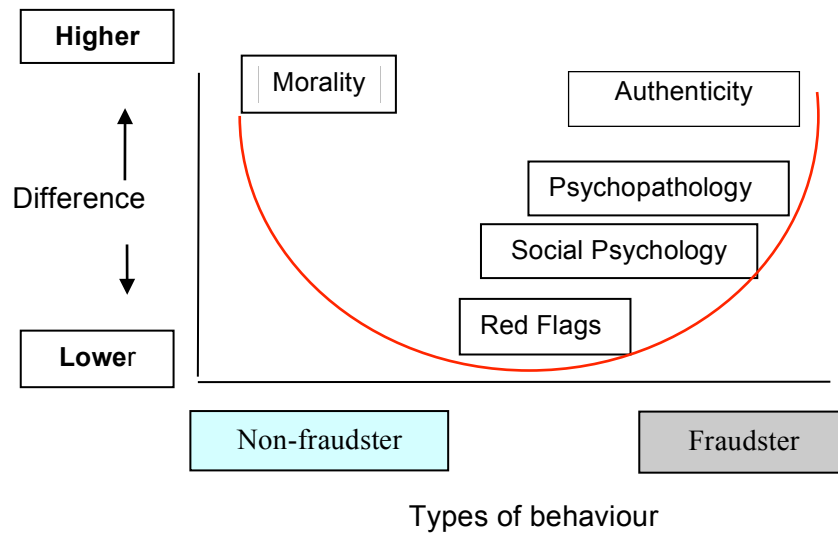 Higher
Morality
Authenticity
Psychopathology
Difference
Social Psychology
Red Flags
Lower
Non-fraudster
Fraudster
Types of behaviour